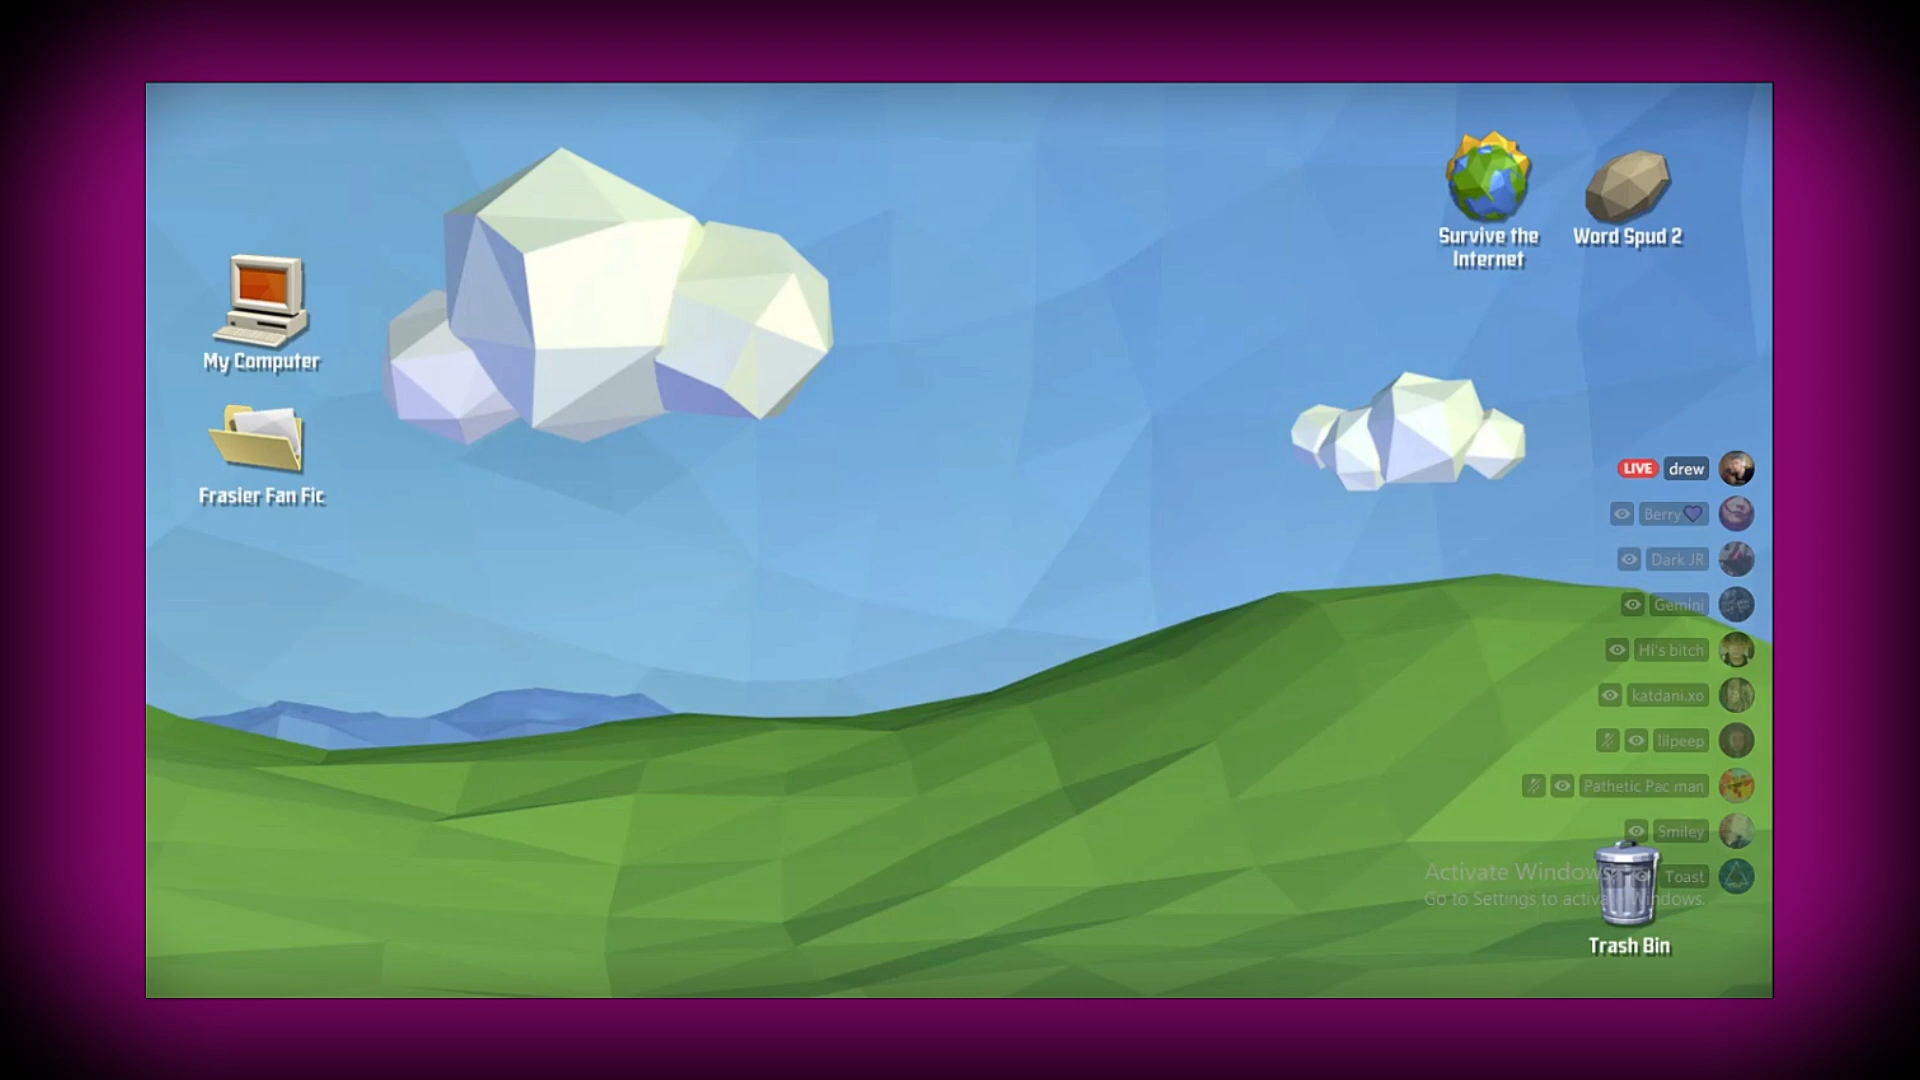 My Computer
Frasier Fan Fic
Survive the
Internet
Word Spud 2
LIVE drew
Berry
Dark JR
Gemini
Hi's bitch
katdani.xo
lilpeep
Pathetic Pac man
Smiley
Toast
Activate Windows
Go to Settings to activate Windows.
Trash Bin